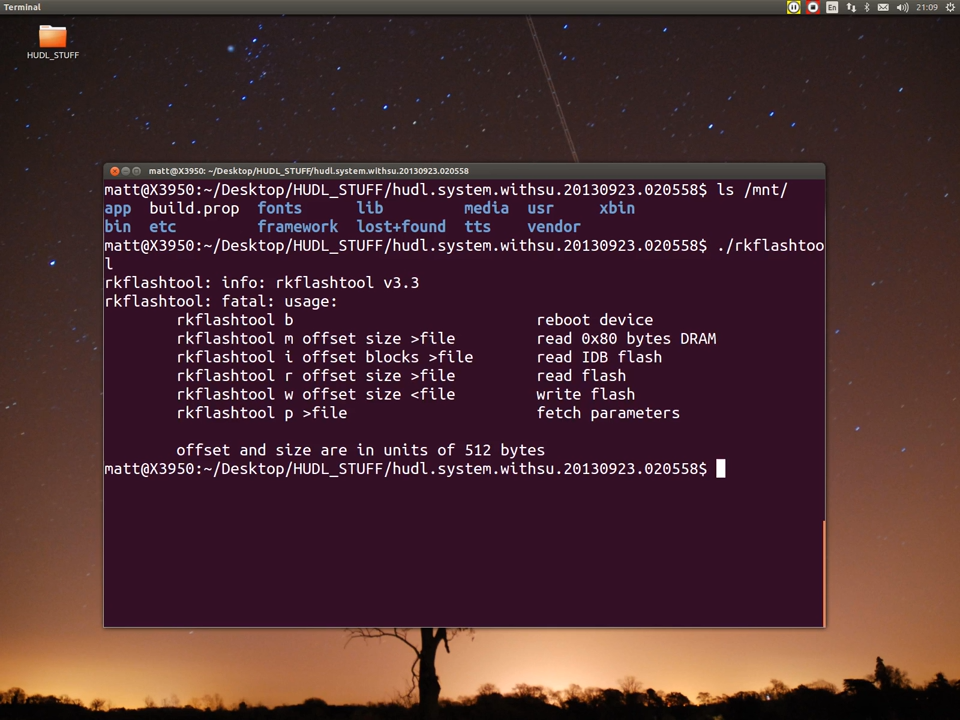 Terminal
En
21:09
HUDL_STUFF
matt@X3950: ~/Desktop/HUDL_STUFF/hudl.system.withsu.20130923.020558
matt@X3950:~/Desktop/HUDL_STUFF/hudl.system.withsu.20130923.020558$ ls /mnt/
app build.prop fonts lib media usr xbin
bin etc framework lost+found tts vendor
matt@X3950:~/Desktop/HUDL_STUFF/hudl.system.withsu.20130923.020558$ ./rkflashtoo
l
rkflashtool: info: rkflashtool v3.3
rkflashtool: fatal: usage:
rkflashtool b reboot device
rkflashtool m offset size >file read 0x80 bytes DRAM
rkflashtool i offset blocks >file read IDB flash
rkflashtool r offset size >file read flash
rkflashtool w offset size <file write flash
rkflashtool p >file fetch parameters
offset and size are in units of 512 bytes
matt@X3950:~/Desktop/HUDL_STUFF/hudl.system.withsu.20130923.020558$